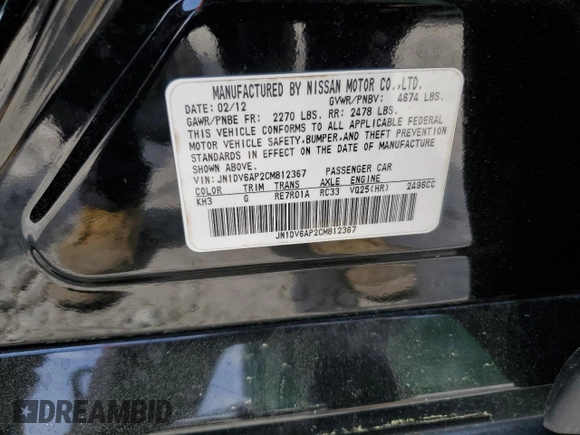 MANUFACTURED BY NISSAN MOTOR CO.,LTD.
DATE: 02/12 GVWR/PNBV: 4674 LBS.
GAWR/PNBE FR: 2270 LBS. RR: 2478 LBS.
THIS VEHICLE CONFORMS TO ALL APPLICABLE FEDERAL
MOTOR VEHICLE SAFETY,BUMPER,AND THEFT PREVENTION
STANDARDS IN EFFECT ON THE DATE OF MANUFACTURE
SHOWN ABOVE.
VIN: JN1DV6AP2CM812367 PASSENGER CAR
COLOR TRIM TRANS AXLE ENGINE
KH3 G RE7R01A RC33 VQ25(HR) 2496CC
JN1DV6AP2CM812367
DREAMBID